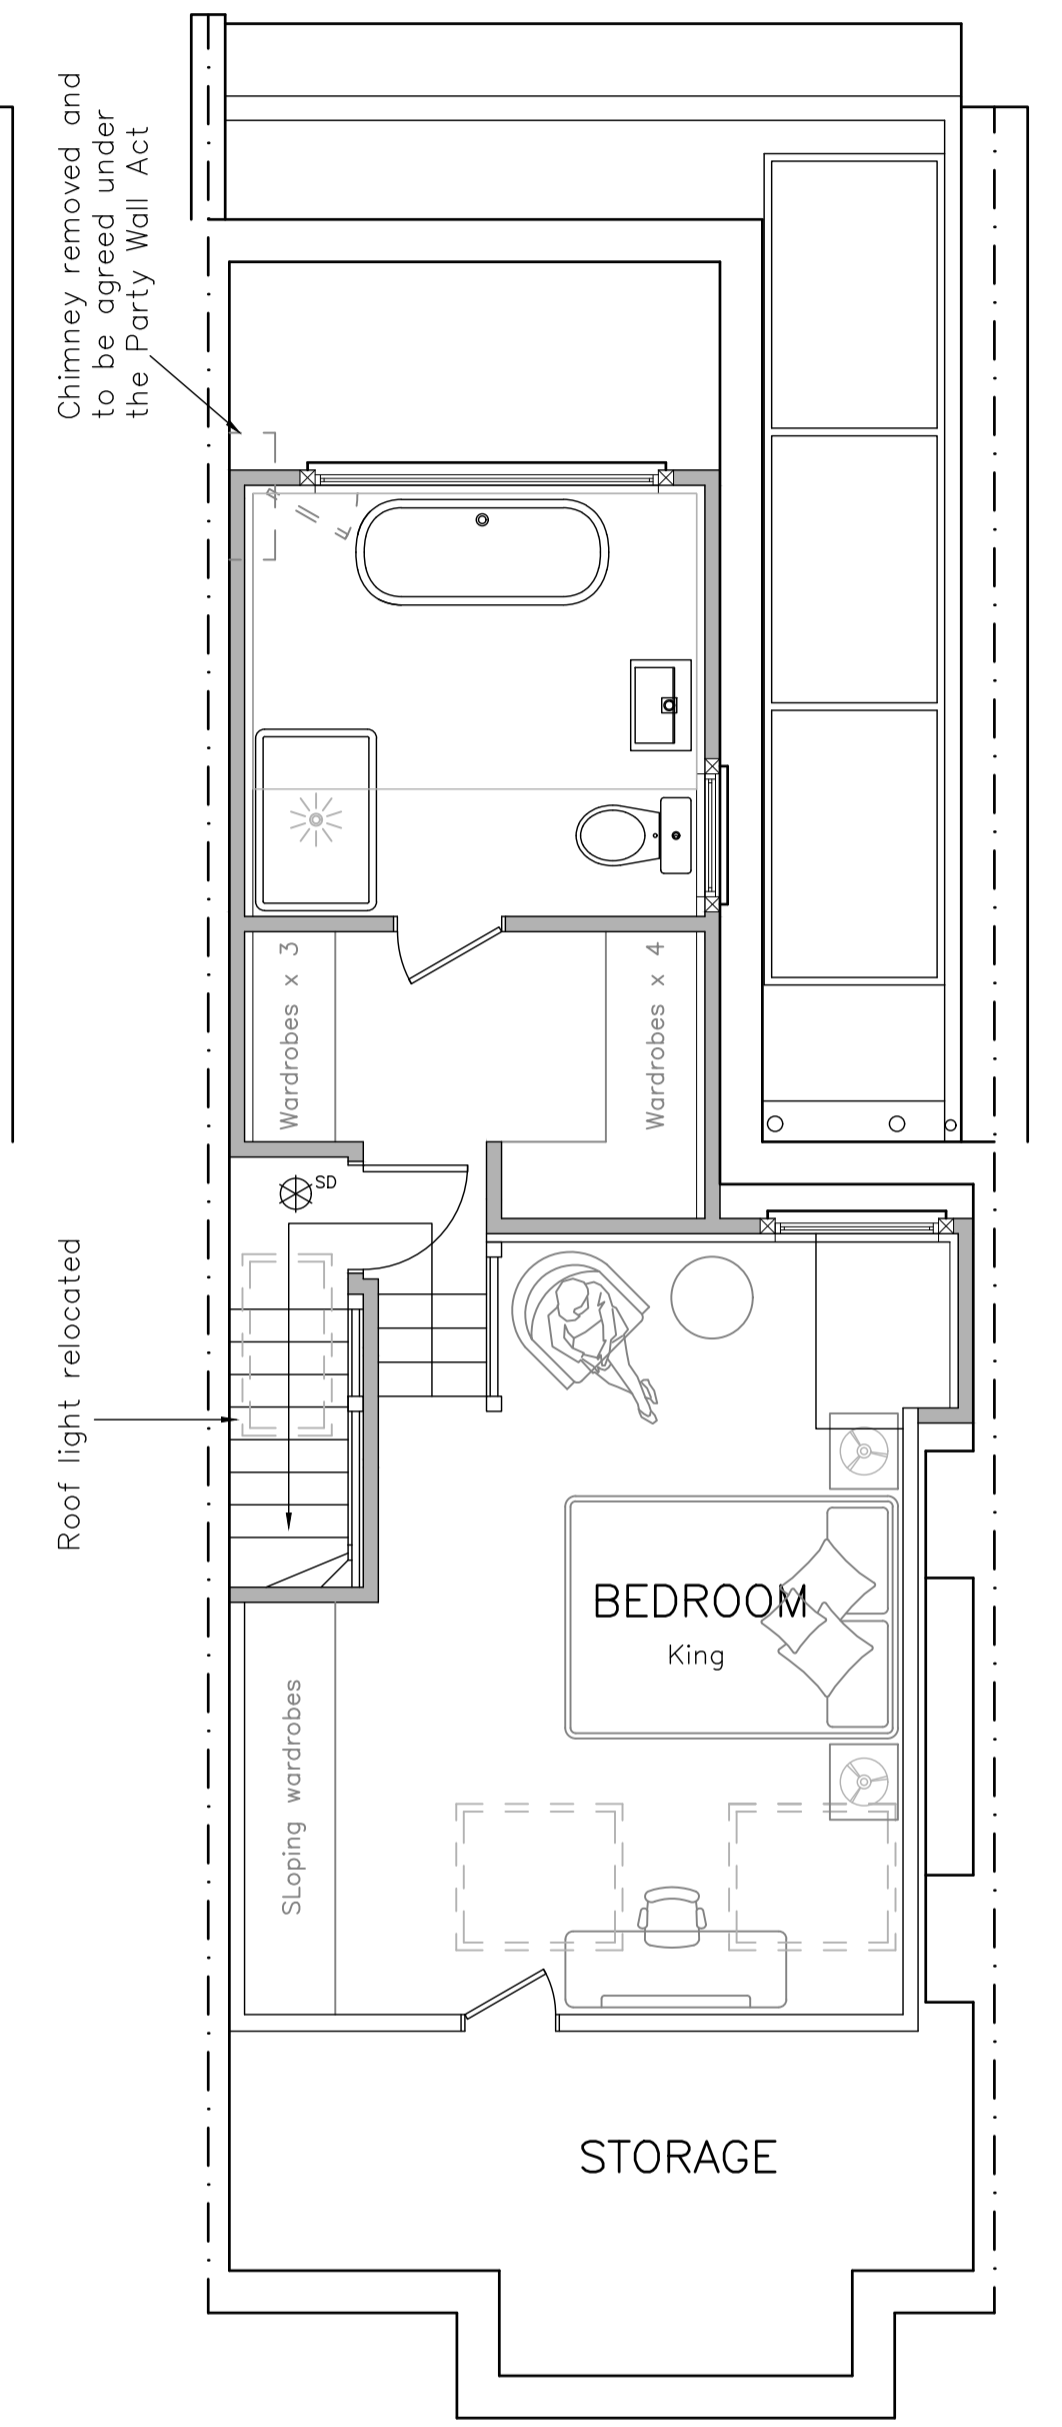 Chimney removed and
to be agreed under
the Party Wall Act
Wardrobes x 3
Wardrobes x 4
SD
Roof light relocated
BEDROOM
King
SLoping wardrobes
STORAGE